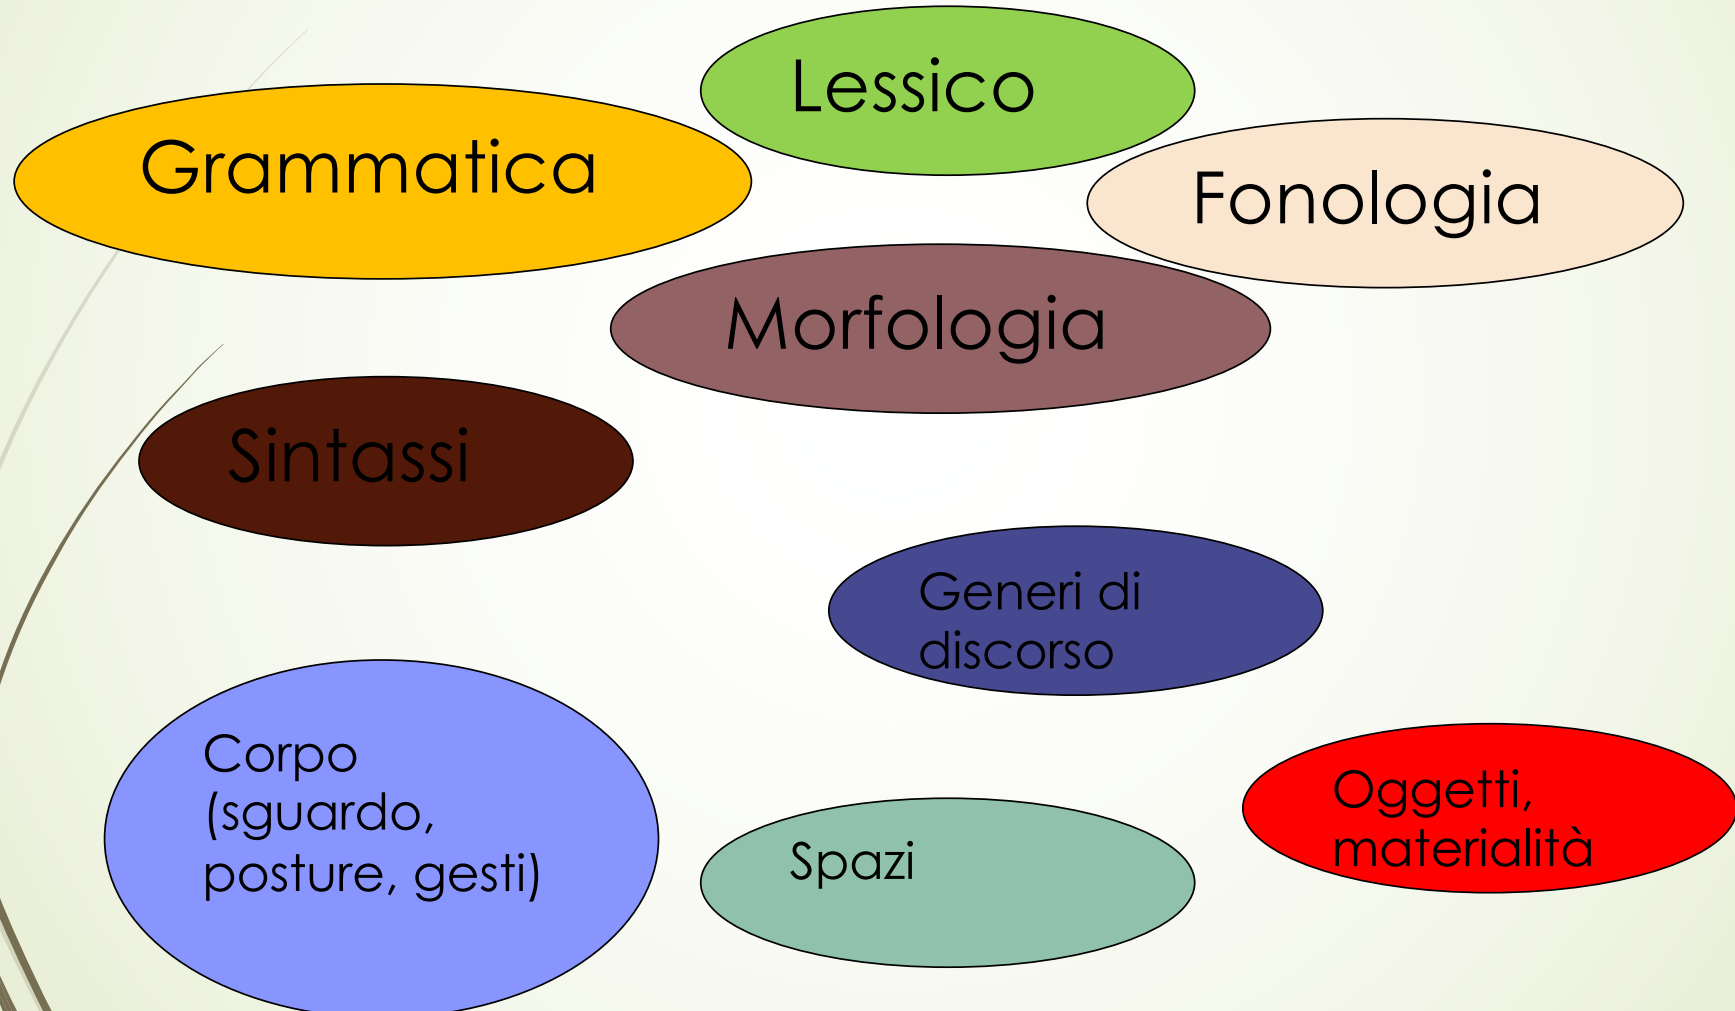 Lessico
Grammatica
Fonologia
Morfologia
Sintassi
Generi di
discorso
Corpo
(sguardo,
posture, gesti)
Oggetti,
materialità
Spazi